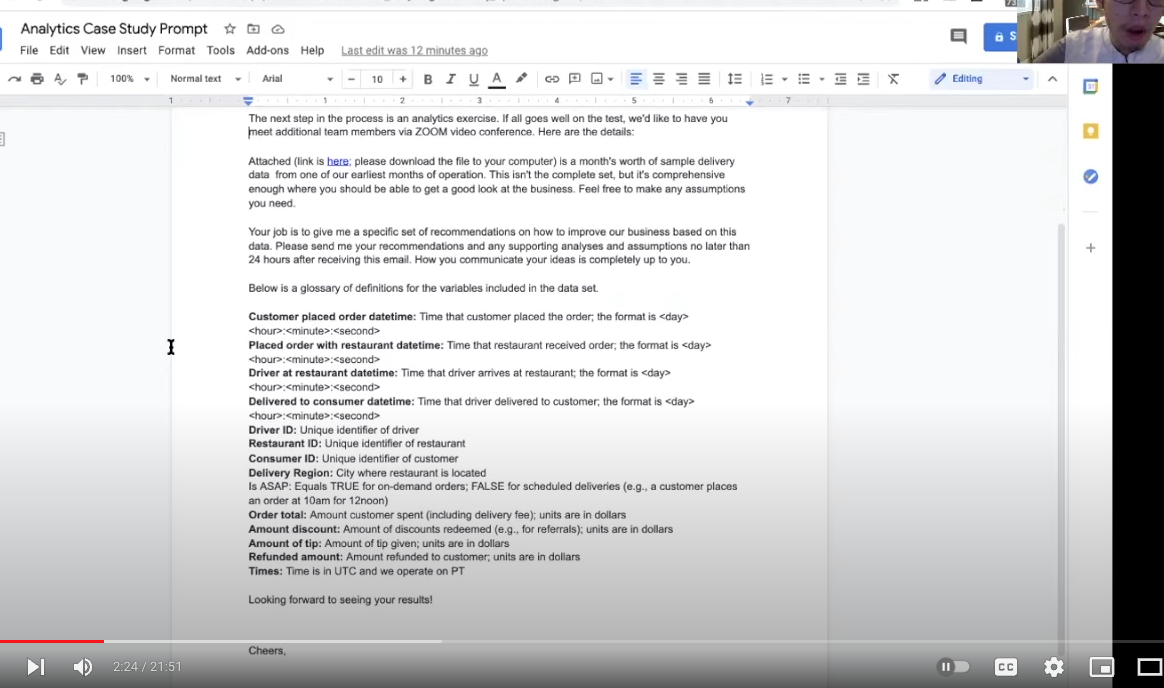 Analytics Case Study Prompt
File Edit View Insert Format Tools Add-ons Help Last edit was 12 minutes ago
100% Normal text Arial 10 B I U A Editing
1 1 2 3 4 5 6 7
The next step in the process is an analytics exercise. If all goes well on the test, we'd like to have you
meet additional team members via ZOOM video conference. Here are the details:
Attached (link is here; please download the file to your computer) is a month's worth of sample delivery
data from one of our earliest months of operation. This isn't the complete set, but it's comprehensive
enough where you should be able to get a good look at the business. Feel free to make any assumptions
you need.
Your job is to give me a specific set of recommendations on how to improve our business based on this
data. Please send me your recommendations and any supporting analyses and assumptions no later than
24 hours after receiving this email. How you communicate your ideas is completely up to you.
Below is a glossary of definitions for the variables included in the data set.
Customer placed order datetime: Time that customer placed the order; the format is <day>
<hour>:<minute>:<second>
Placed order with restaurant datetime: Time that restaurant received order; the format is <day>
<hour>:<minute>:<second>
Driver at restaurant datetime: Time that driver arrives at restaurant; the format is <day>
<hour>:<minute>:<second>
Delivered to consumer datetime: Time that driver delivered to customer; the format is <day>
<hour>:<minute>:<second>
Driver ID: Unique identifier of driver
Restaurant ID: Unique identifier of restaurant
Consumer ID: Unique identifier of customer
Delivery Region: City where restaurant is located
Is ASAP: Equals TRUE for on-demand orders; FALSE for scheduled deliveries (e.g., a customer places
an order at 10am for 12noon)
Order total: Amount customer spent (including delivery fee); units are in dollars
Amount discount: Amount of discounts redeemed (e.g., for referrals); units are in dollars
Amount of tip: Amount of tip given; units are in dollars
Refunded amount: Amount refunded to customer; units are in dollars
Times: Time is in UTC and we operate on PT
Looking forward to seeing your results!
Cheers,
2:24 / 21:51 CC